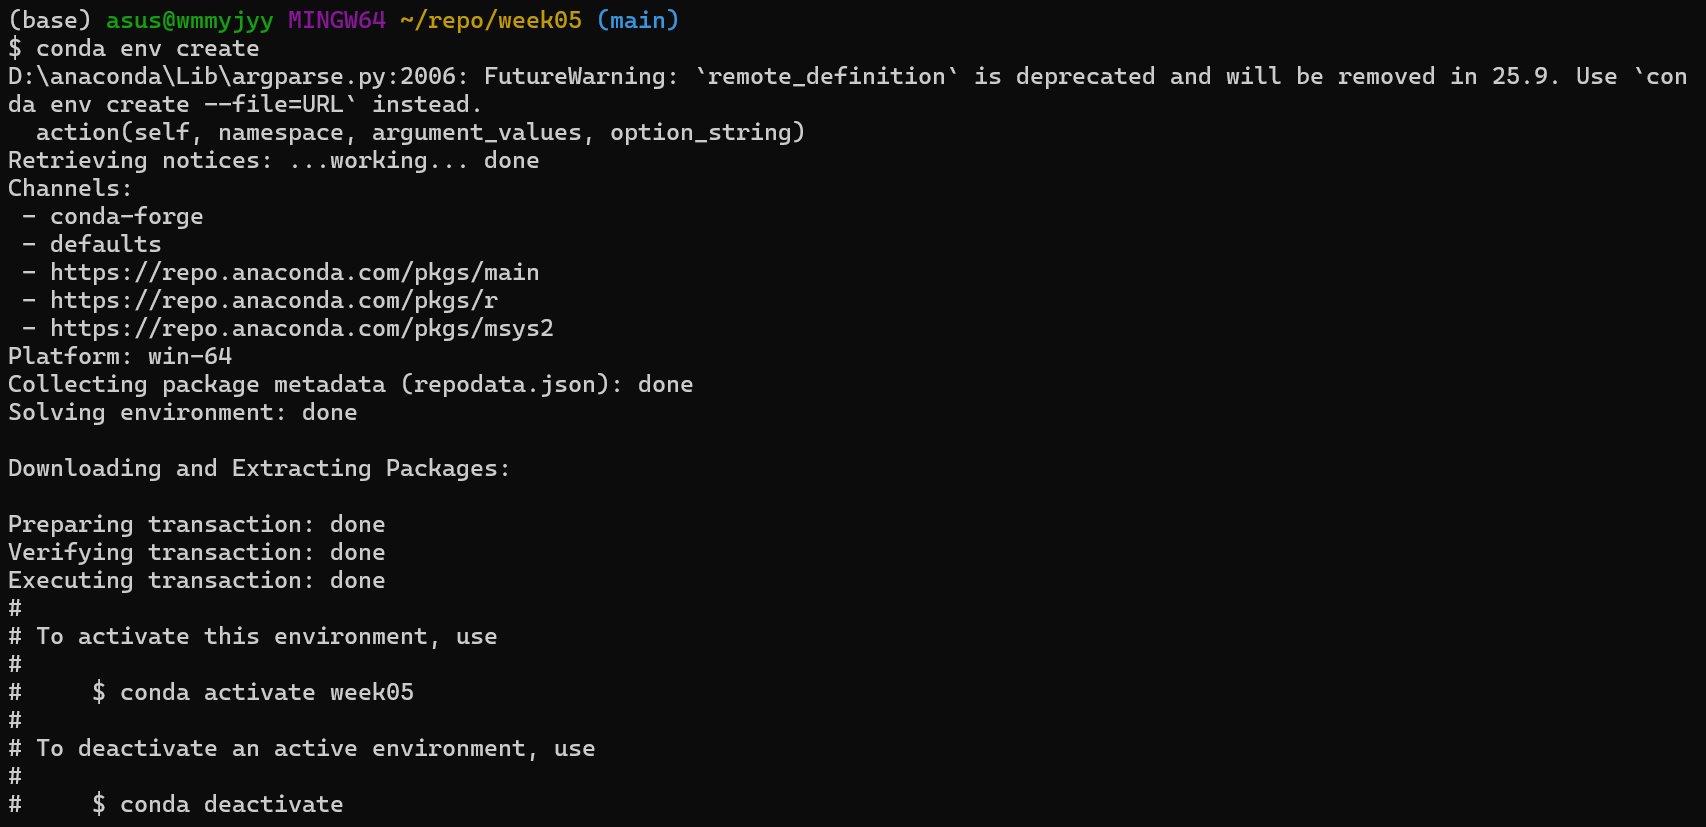 (base) asus@wmmyjyy MINGW64 ~/repo/week05 (main)
$ conda env create
D:\anaconda\Lib\argparse.py:2006: FutureWarning: `remote_definition` is deprecated and will be removed in 25.9. Use `con
da env create --file=URL` instead.
  action(self, namespace, argument_values, option_string)
Retrieving notices: ...working... done
Channels:
 - conda-forge
 - defaults
 - https://repo.anaconda.com/pkgs/main
 - https://repo.anaconda.com/pkgs/r
 - https://repo.anaconda.com/pkgs/msys2
Platform: win-64
Collecting package metadata (repodata.json): done
Solving environment: done

Downloading and Extracting Packages:

Preparing transaction: done
Verifying transaction: done
Executing transaction: done
#
# To activate this environment, use
#
#     $ conda activate week05
#
# To deactivate an active environment, use
#
#     $ conda deactivate